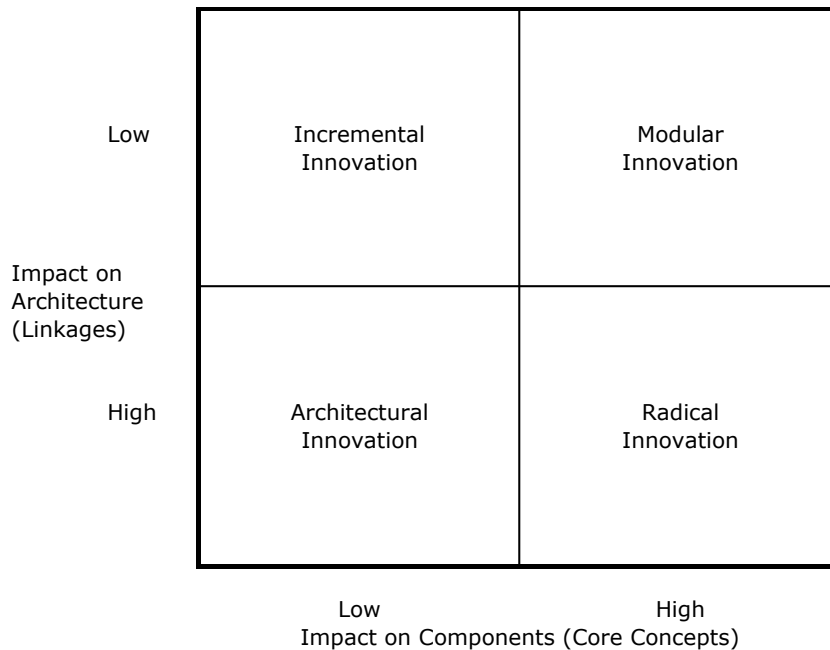 Low
Incremental
Innovation
Modular
Innovation
Impact on
Architecture
(Linkages)
High
Architectural
Innovation
Radical
Innovation
Low
High
Impact on Components (Core Concepts)